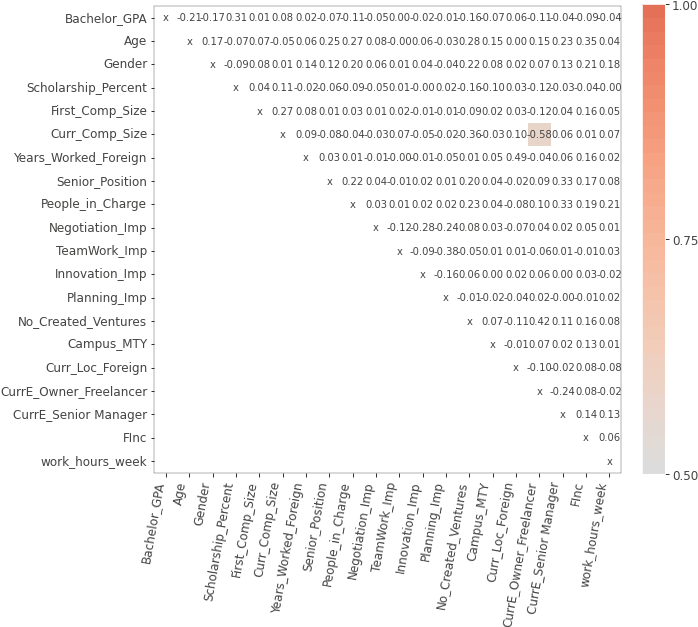 Bachelor_GPA x -0.21 -0.17 0.31 0.01 0.08 0.02 -0.07 -0.11 -0.05 0.00 -0.02 -0.01 -0.16 -0.07 0.06 -0.11 -0.04 -0.09 -0.04
Age x 0.17 -0.07 0.07 -0.05 0.06 0.25 0.27 0.08 -0.00 0.06 -0.03 0.28 0.15 0.00 0.15 0.23 0.35 0.04
Gender x -0.09 0.08 0.01 0.14 0.12 0.20 0.06 0.01 0.04 -0.04 0.22 0.08 0.02 0.07 0.13 0.21 0.18
Scholarship_Percent x 0.04 0.11 -0.02 -0.06 -0.09 -0.05 0.01 -0.00 0.02 -0.16 -0.10 0.03 -0.12 -0.03 -0.04 -0.00
First_Comp_Size x 0.27 0.08 0.01 0.03 0.01 0.02 -0.01 -0.01 -0.09 0.02 0.03 -0.12 0.04 0.16 0.05
Curr_Comp_Size x 0.09 -0.08 -0.04 -0.03 0.07 -0.05 -0.02 -0.36 -0.03 0.10 -0.58 0.06 0.01 0.07
Years_Worked_Foreign x 0.03 0.01 -0.01 -0.00 -0.01 -0.05 0.01 0.05 0.49 -0.04 0.06 0.16 0.02
Senior_Position x 0.22 0.04 -0.01 0.02 0.01 0.20 0.04 -0.02 0.09 0.33 0.17 0.08
People_in_Charge x 0.03 0.01 0.02 0.02 0.23 0.04 -0.08 0.10 0.33 0.19 0.21
Negotiation_Imp x -0.12 -0.28 -0.24 0.08 0.03 -0.07 0.04 0.02 0.05 0.01
TeamWork_Imp x -0.09 -0.38 -0.05 0.01 0.01 -0.06 0.01 -0.01 0.03
Innovation_Imp x -0.16 0.06 0.00 0.02 0.06 0.00 0.03 -0.02
Planning_Imp x -0.01 -0.02 -0.04 0.02 -0.00 -0.01 0.02
No_Created_Ventures x 0.07 -0.11 0.42 0.11 0.16 0.08
Campus_MTY x -0.01 0.07 0.02 0.13 0.01
Curr_Loc_Foreign x -0.10 -0.02 0.08 -0.08
CurrE_Owner_Freelancer x -0.24 0.08 -0.02
CurrE_Senior Manager x 0.14 0.13
FInc x 0.06
work_hours_week x
Bachelor_GPA
Age
Gender
Scholarship_Percent
First_Comp_Size
Curr_Comp_Size
Years_Worked_Foreign
Senior_Position
People_in_Charge
Negotiation_Imp
TeamWork_Imp
Innovation_Imp
Planning_Imp
No_Created_Ventures
Campus_MTY
Curr_Loc_Foreign
CurrE_Owner_Freelancer
CurrE_Senior Manager
FInc
work_hours_week
1.00
0.75
0.50